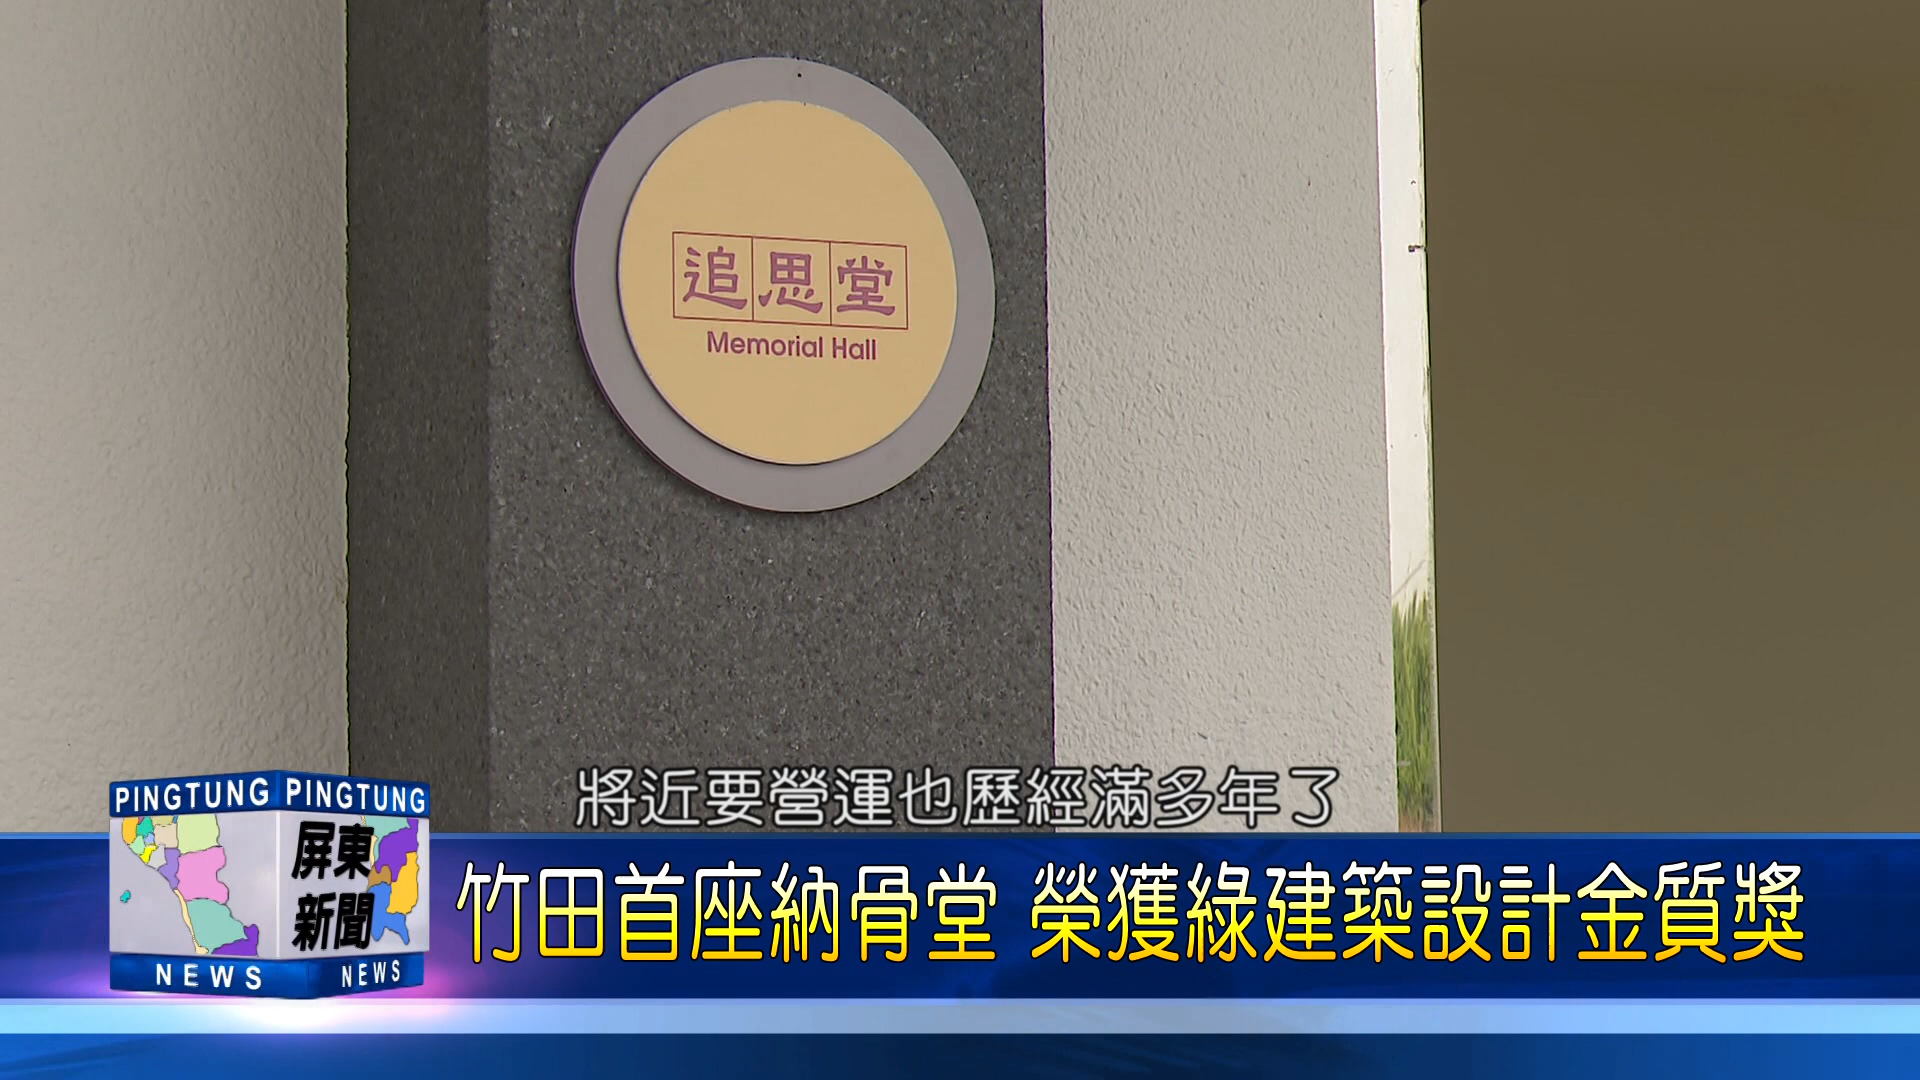 追思堂
Memorial Hall
將近要營運也歷經滿多年了
PINGTUNG PINGTUNG
屏東
新聞
NEWS NEWS
竹田首座納骨堂 榮獲綠建築設計金質獎